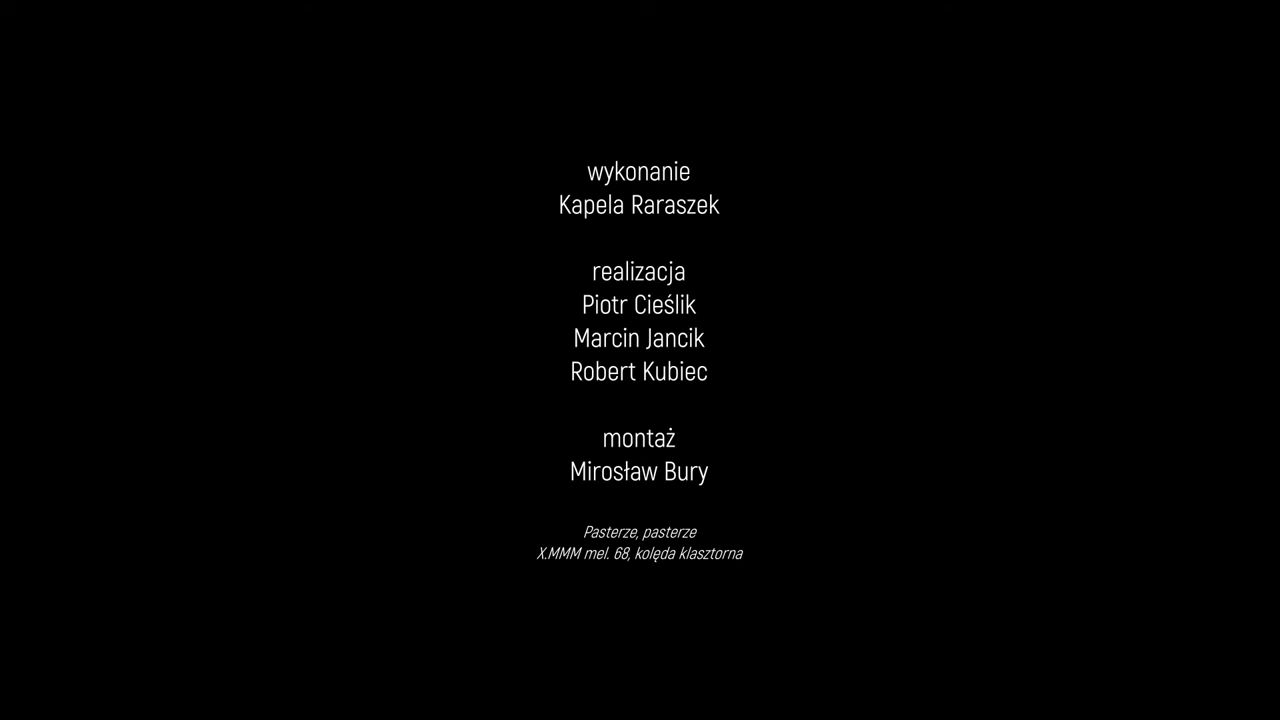 wykonanie
Kapela Raraszek
realizacja
Piotr Cieślik
Marcin Jancik
Robert Kubiec
montaż
Mirosław Bury
Pasterze, pasterze
X.MMM mel. 68, kolęda klasztorna